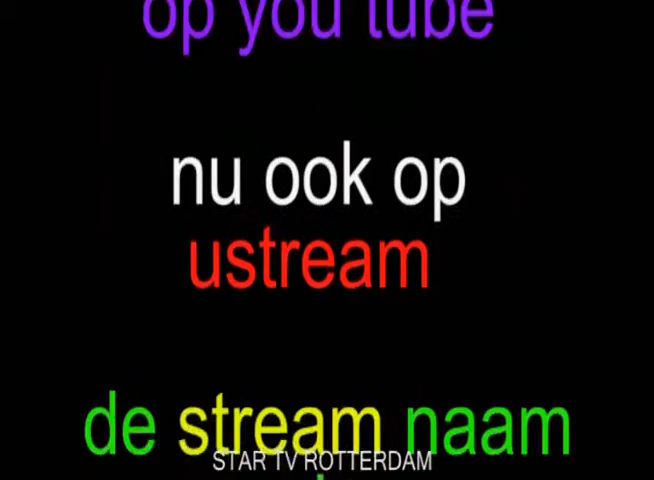 op you tube
nu ook op
ustream
de stream naam
STAR TV ROTTERDAM